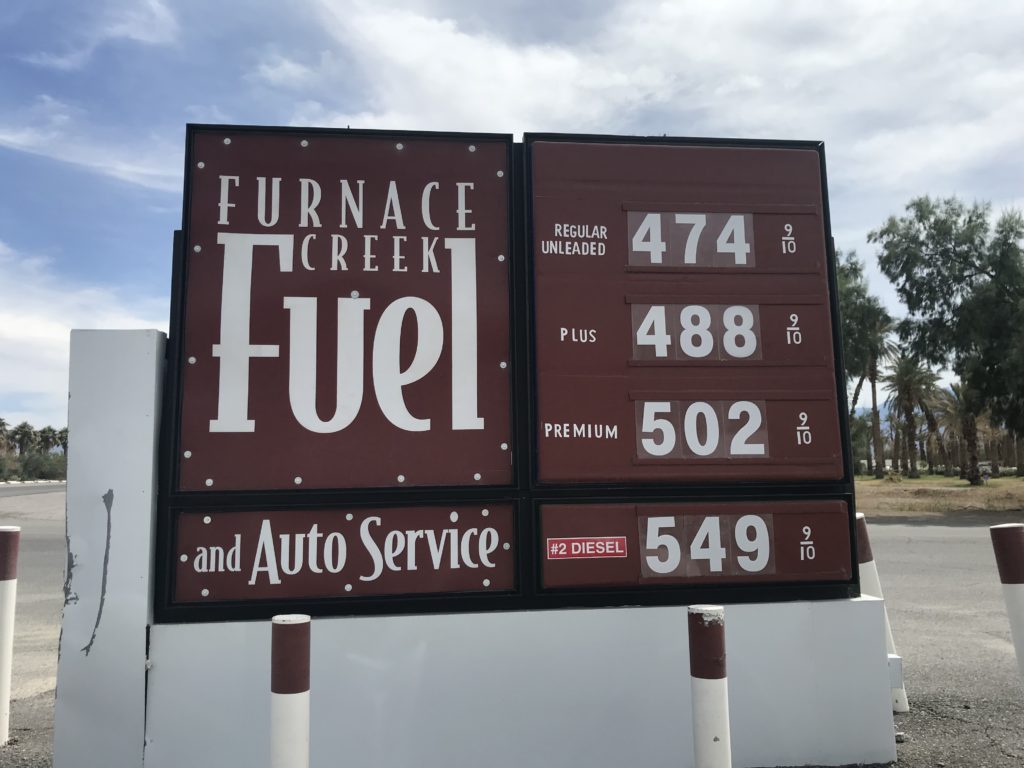 FURNACE
CREEK
Fuel
and Auto Service
REGULAR
UNLEADED
474 9/10
PLUS 488 9/10
PREMIUM 502 9/10
#2 DIESEL 549 9/10